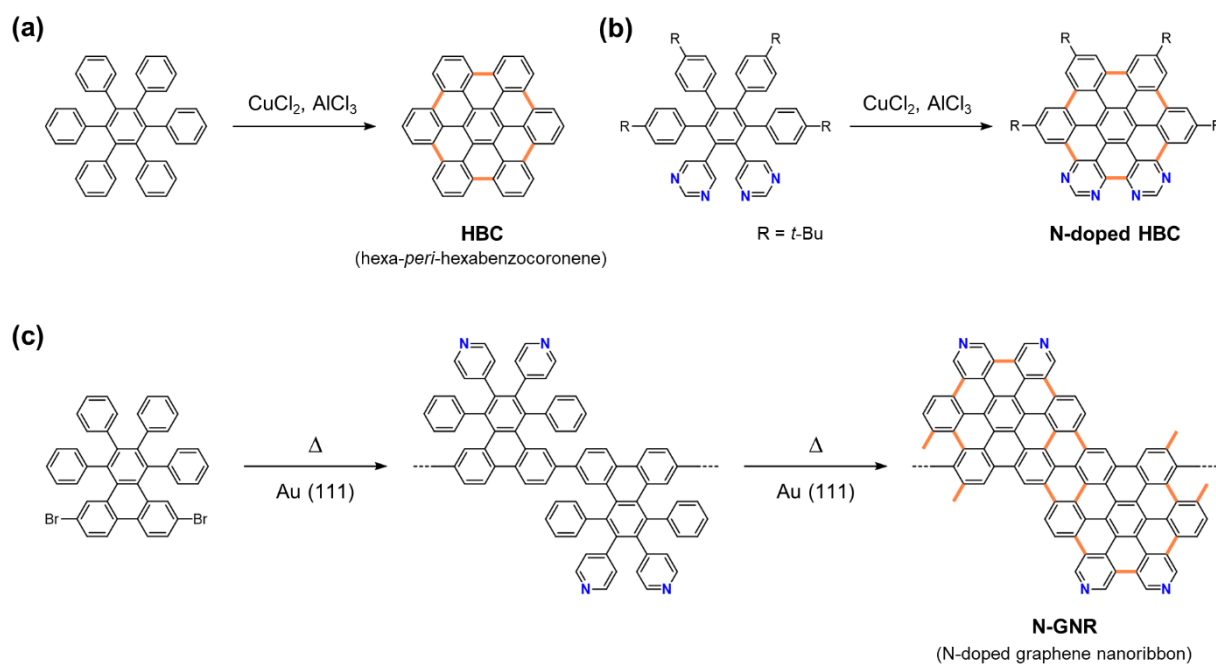 (a)
CuCl2, AlCl3
HBC
(hexa-peri-hexabenzocoronene)
(b)
R R
R R
N N N N
R = t-Bu
CuCl2, AlCl3
R R
R R
N N N N
N-doped HBC
(c)
Br Br
Δ
Au (111)
N N
N N
Δ
Au (111)
N N
N N
N-GNR
(N-doped graphene nanoribbon)